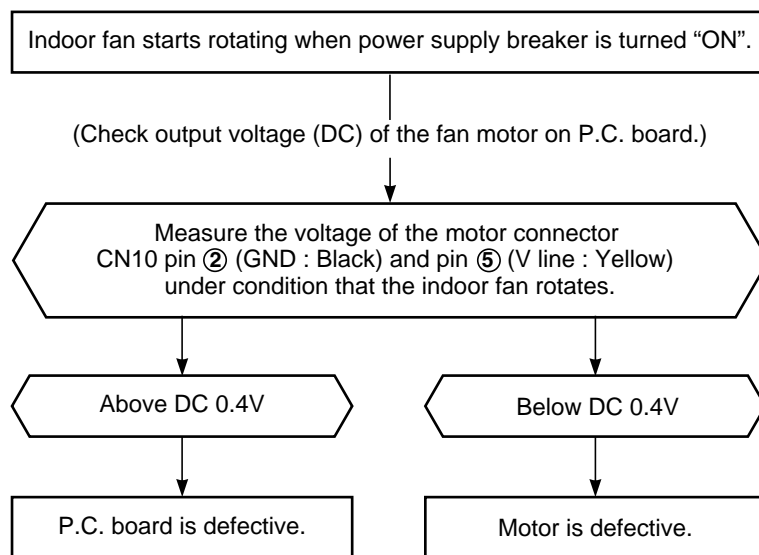 Indoor fan starts rotating when power supply breaker is turned “ON”.
(Check output voltage (DC) of the fan motor on P.C. board.)
Measure the voltage of the motor connector
CN10 pin ② (GND : Black) and pin ⑤ (V line : Yellow)
under condition that the indoor fan rotates.
Above DC 0.4V
Below DC 0.4V
P.C. board is defective.
Motor is defective.